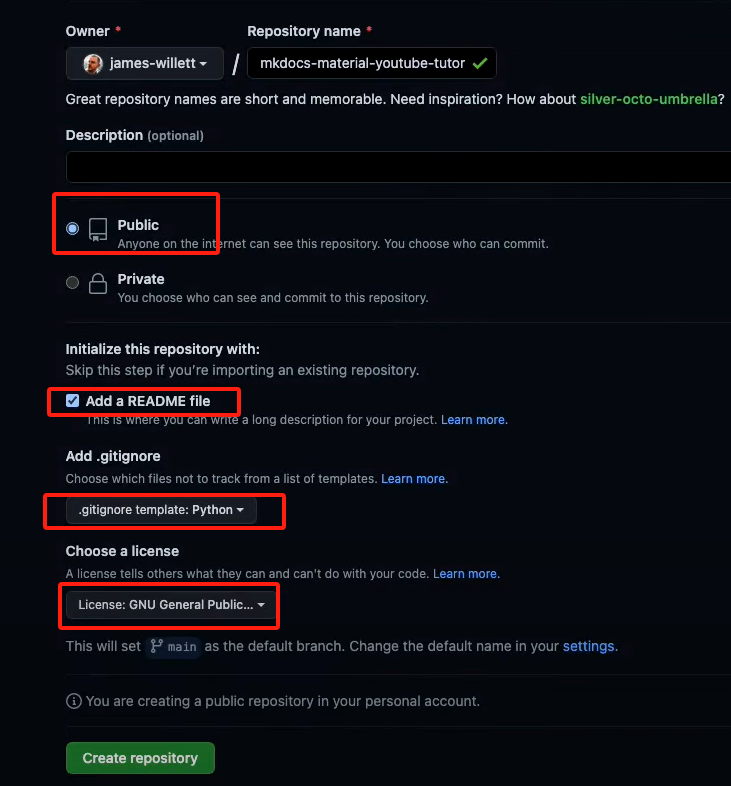 Owner * Repository name *
james-willett / mkdocs-material-youtube-tutor
Great repository names are short and memorable. Need inspiration? How about silver-octo-umbrella?
Description (optional)
Public
Anyone on the internet can see this repository. You choose who can commit.
Private
You choose who can see and commit to this repository.
Initialize this repository with:
Skip this step if you're importing an existing repository.
Add a README file
This is where you can write a long description for your project. Learn more.
Add .gitignore
Choose which files not to track from a list of templates. Learn more.
.gitignore template: Python
Choose a license
A license tells others what they can and can't do with your code. Learn more.
License: GNU General Public...
This will set main as the default branch. Change the default name in your settings.
You are creating a public repository in your personal account.
Create repository